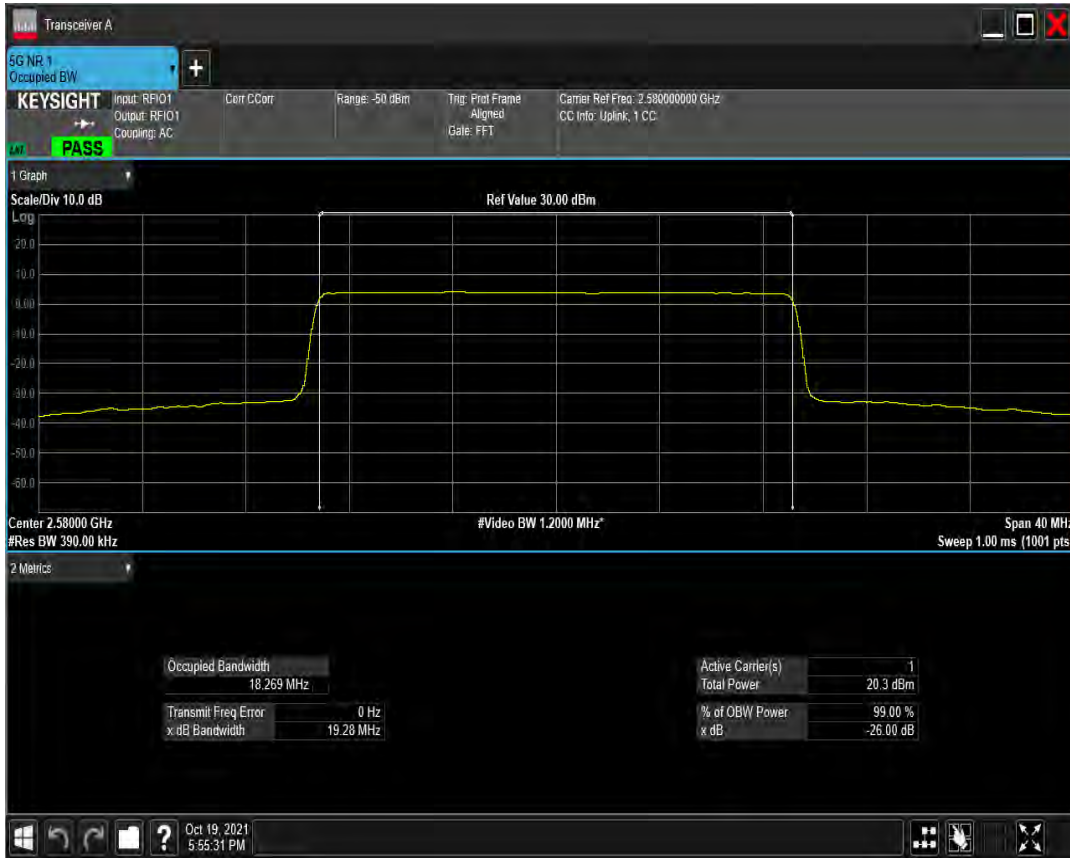 Transceiver A
5G NR 1
Occupied BW
KEYSIGHT
Input: RFIO1
Output: RFIO1
Coupling: AC
Corr CCorr
Range: -50 dBm
Trig: Prot Frame
Aligned
Gate: FFT
Carrier Ref Freq: 2.580000000 GHz
CC Info: Uplink, 1 CC
PASS
1 Graph
Scale/Div 10.0 dB
Ref Value 30.00 dBm
Log
20.0
10.0
0.00
-10.0
-20.0
-30.0
-40.0
-50.0
-60.0
Center 2.58000 GHz
#Video BW 1.2000 MHz*
Span 40 MHz
#Res BW 390.00 kHz
Sweep 1.00 ms (1001 pts
2 Metrics
Occupied Bandwidth
18.269 MHz
Transmit Freq Error 0 Hz
x dB Bandwidth 19.28 MHz
Active Carrier(s) 1
Total Power 20.3 dBm
% of OBW Power 99.00 %
x dB -26.00 dB
Oct 19, 2021
5:55:31 PM